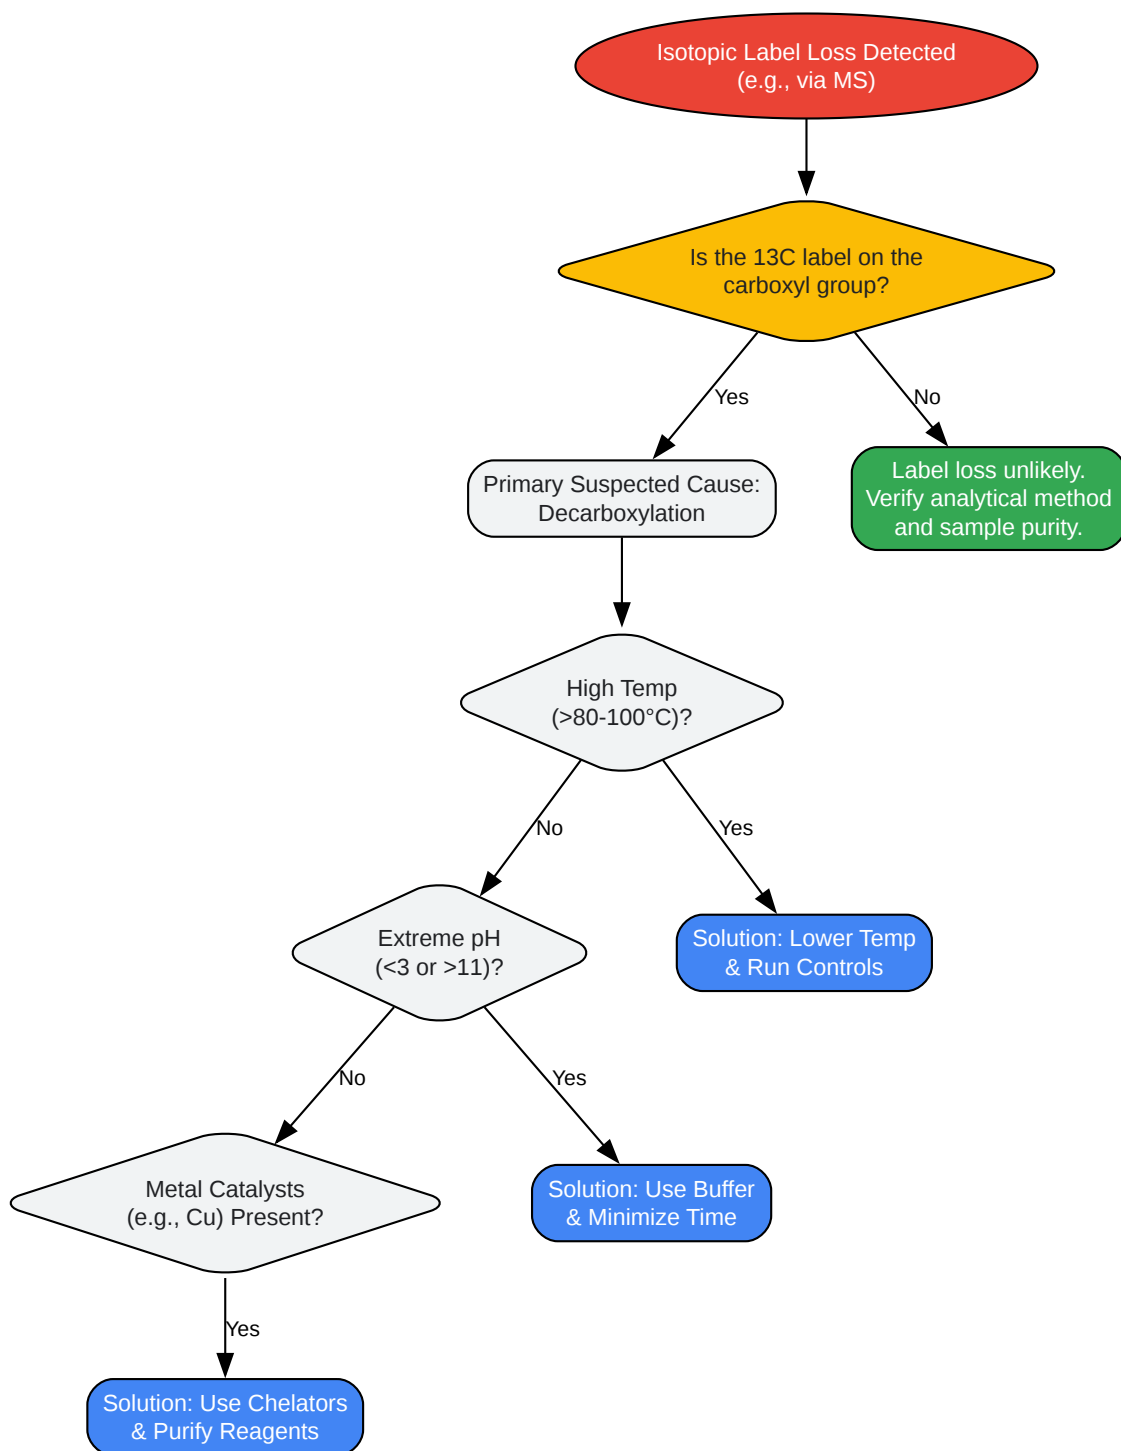 Isotopic Label Loss Detected
(e.g., via MS)
Is the 13C label on the
carboxyl group?
Yes
No
Primary Suspected Cause:
Decarboxylation
Label loss unlikely.
Verify analytical method
and sample purity.
High Temp
(>80-100°C)?
No
Yes
Extreme pH
(<3 or >11)?
Solution: Lower Temp
& Run Controls
No
Yes
Metal Catalysts
(e.g., Cu) Present?
Solution: Use Buffer
& Minimize Time
Yes
Solution: Use Chelators
& Purify Reagents